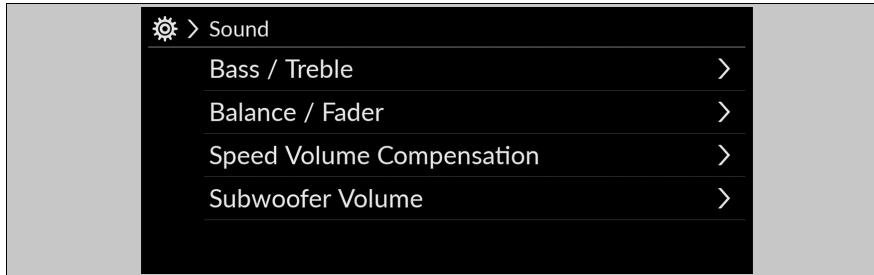 Sound
Bass / Treble
Balance / Fader
Speed Volume Compensation
Subwoofer Volume